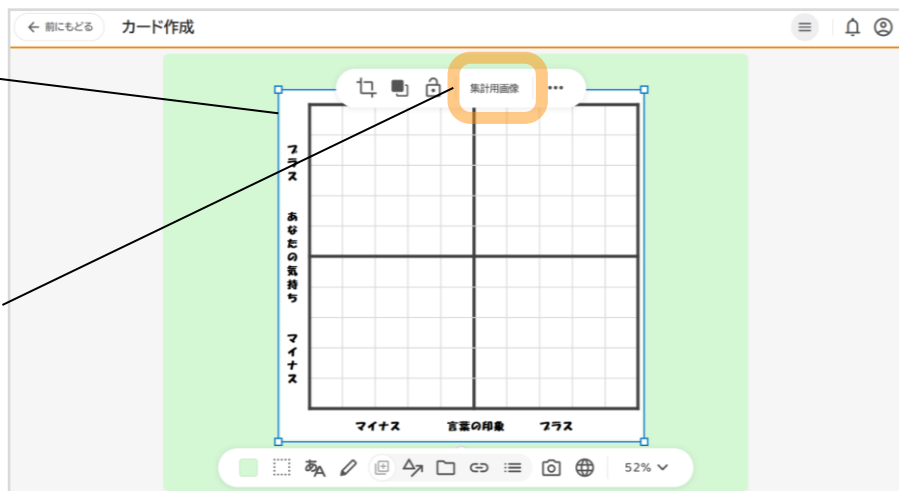 前にもどる
カード作成
集計用画像
プラス
あなたの気持ち
マイナス
マイナス 言葉の印象 プラス
あA
52%